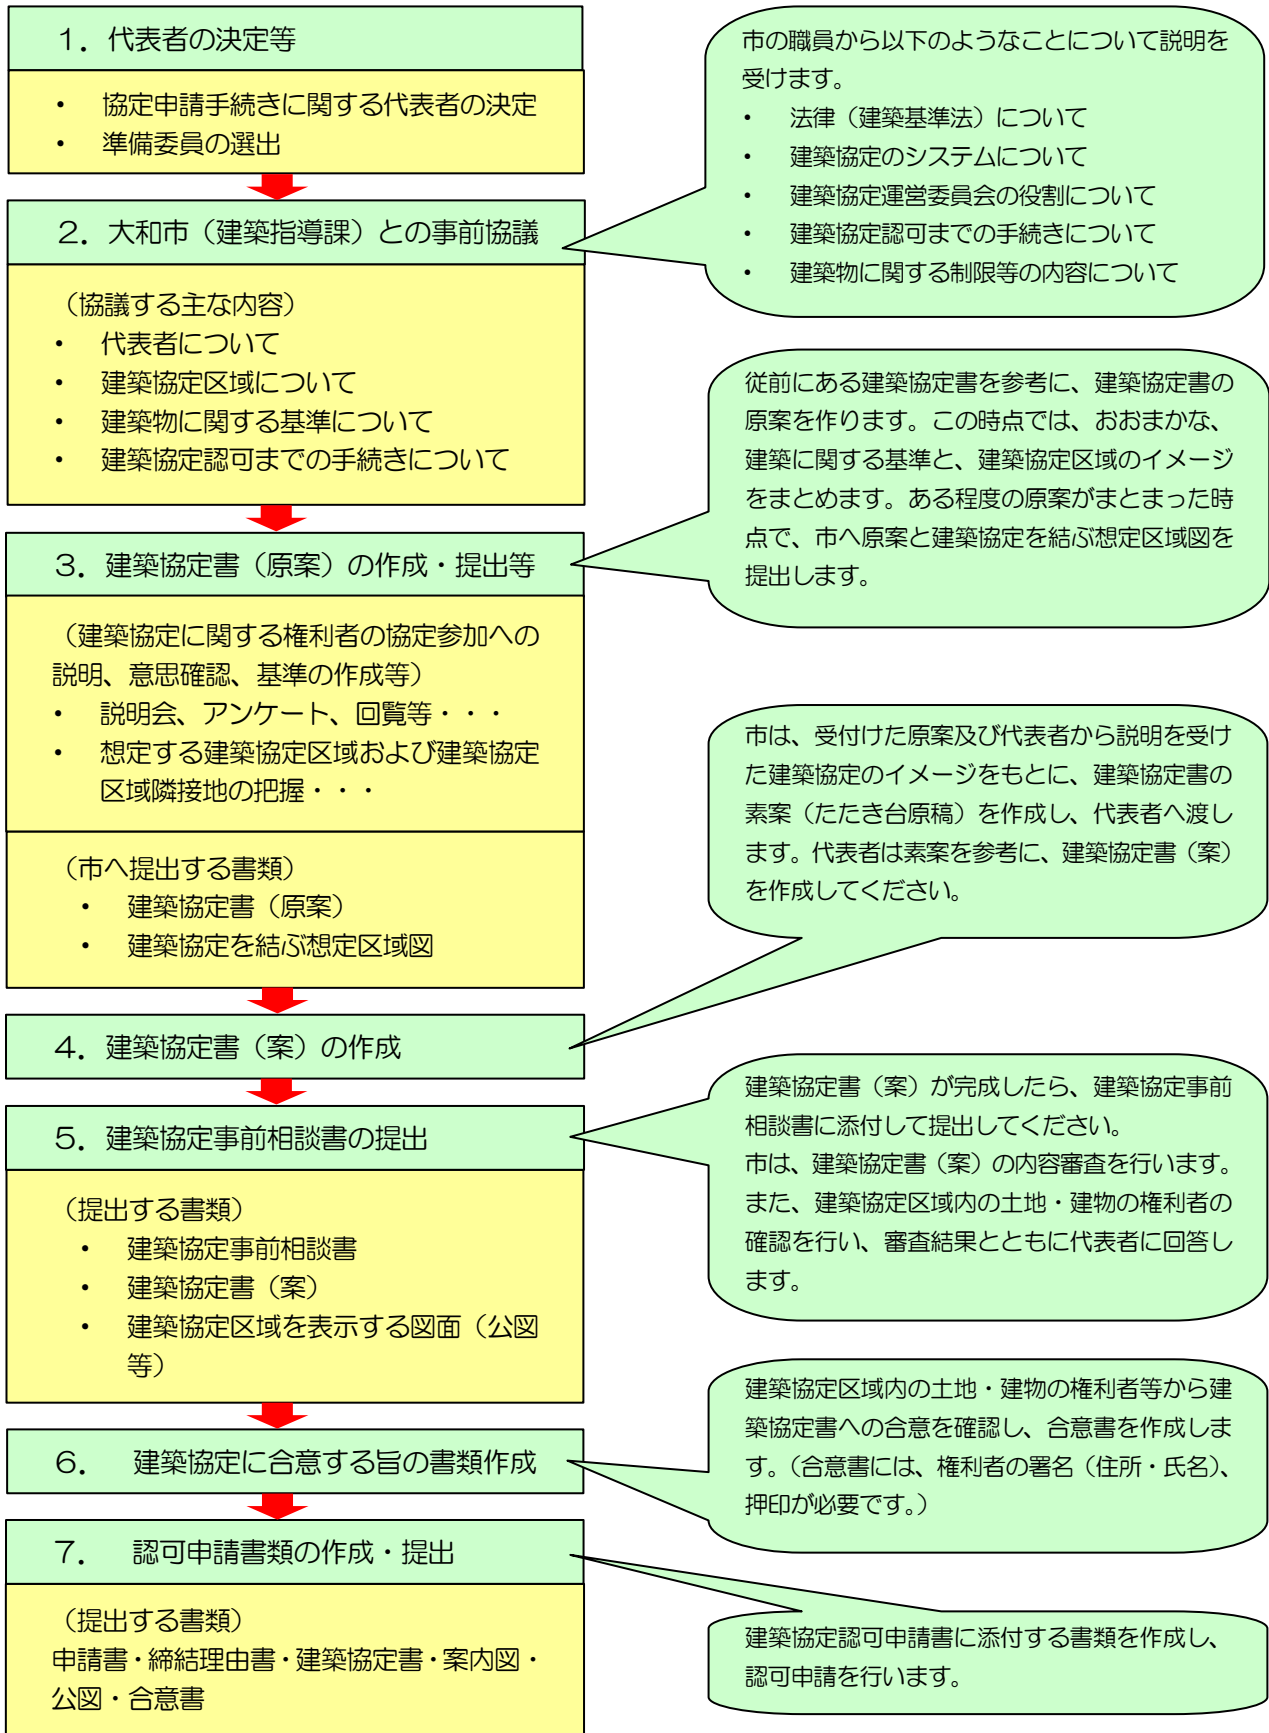 １．代表者の決定等
・ 協定申請手続きに関する代表者の決定
・ 準備委員の選出
市の職員から以下のようなことについて説明を
受けます。
・ 法律（建築基準法）について
・ 建築協定のシステムについて
・ 建築協定運営委員会の役割について
・ 建築協定認可までの手続きについて
・ 建築物に関する制限等の内容について
２．大和市（建築指導課）との事前協議
（協議する主な内容）
・ 代表者について
・ 建築協定区域について
・ 建築物に関する基準について
・ 建築協定認可までの手続きについて
従前にある建築協定書を参考に、建築協定書の
原案を作ります。この時点では、おおまかな、
建築に関する基準と、建築協定区域のイメージ
をまとめます。ある程度の原案がまとまった時
点で、市へ原案と建築協定を結ぶ想定区域図を
提出します。
３．建築協定書（原案）の作成・提出等
（建築協定に関する権利者の協定参加への
説明、意思確認、基準の作成等）
・ 説明会、アンケート、回覧等・・・
・ 想定する建築協定区域および建築協定
区域隣接地の把握・・・
（市へ提出する書類）
・ 建築協定書（原案）
・ 建築協定を結ぶ想定区域図
市は、受付けた原案及び代表者から説明を受け
た建築協定のイメージをもとに、建築協定書の
素案（たたき台原稿）を作成し、代表者へ渡し
ます。代表者は素案を参考に、建築協定書（案）
を作成してください。
４．建築協定書（案）の作成
５．建築協定事前相談書の提出
（提出する書類）
・ 建築協定事前相談書
・ 建築協定書（案）
・ 建築協定区域を表示する図面（公図
等）
建築協定書（案）が完成したら、建築協定事前
相談書に添付して提出してください。
市は、建築協定書（案）の内容審査を行います。
また、建築協定区域内の土地・建物の権利者の
確認を行い、審査結果とともに代表者に回答し
ます。
６． 建築協定に合意する旨の書類作成
建築協定区域内の土地・建物の権利者等から建
築協定書への合意を確認し、合意書を作成しま
す。（合意書には、権利者の署名（住所・氏名）、
押印が必要です。）
７． 認可申請書類の作成・提出
（提出する書類）
申請書・締結理由書・建築協定書・案内図・
公図・合意書
建築協定認可申請書に添付する書類を作成し、
認可申請を行います。